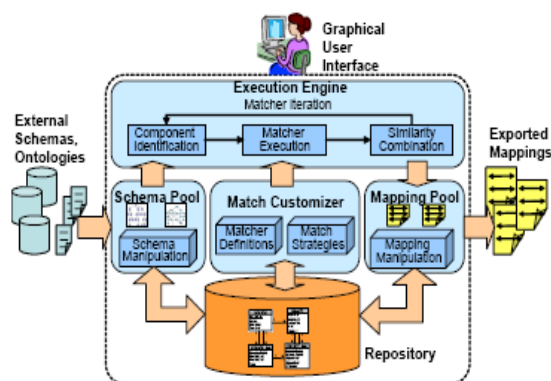 Graphical
User
Interface
Execution Engine
Matcher Iteration
Component
Identification
Matcher
Execution
Similarity
Combination
External
Schemas,
Ontologies
Exported
Mappings
Schema Pool
Match Customizer
Mapping Pool
Schema
Manipulation
Matcher
Definitions
Match
Strategies
Mapping
Manipulation
Repository